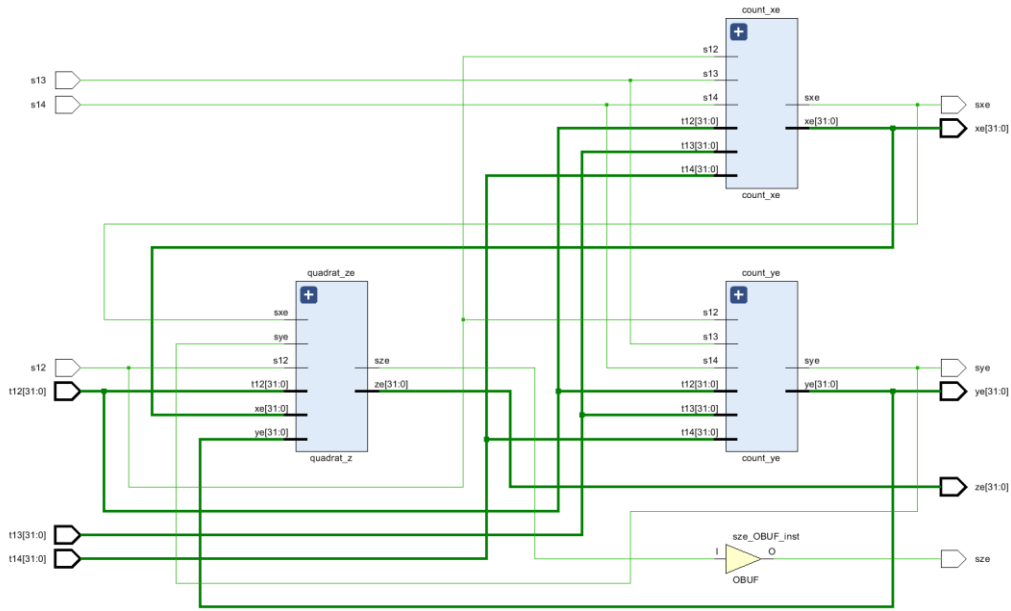 count_xe
s12
s13
s13
s14
s14
sxe
sxe
t12[31:0]
xe[31:0]
xe[31:0]
t13[31:0]
t14[31:0]
count_xe
quadrat_ze
count_ye
sxe
s12
sye
s13
s12
s12
sze
s14
sye
sye
t12[31:0]
t12[31:0]
ze[31:0]
t12[31:0]
ye[31:0]
ye[31:0]
xe[31:0]
t13[31:0]
ye[31:0]
t14[31:0]
quadrat_z
count_ye
ze[31:0]
t13[31:0]
sze_OBUF_inst
t14[31:0]
I
O
sze
OBUF